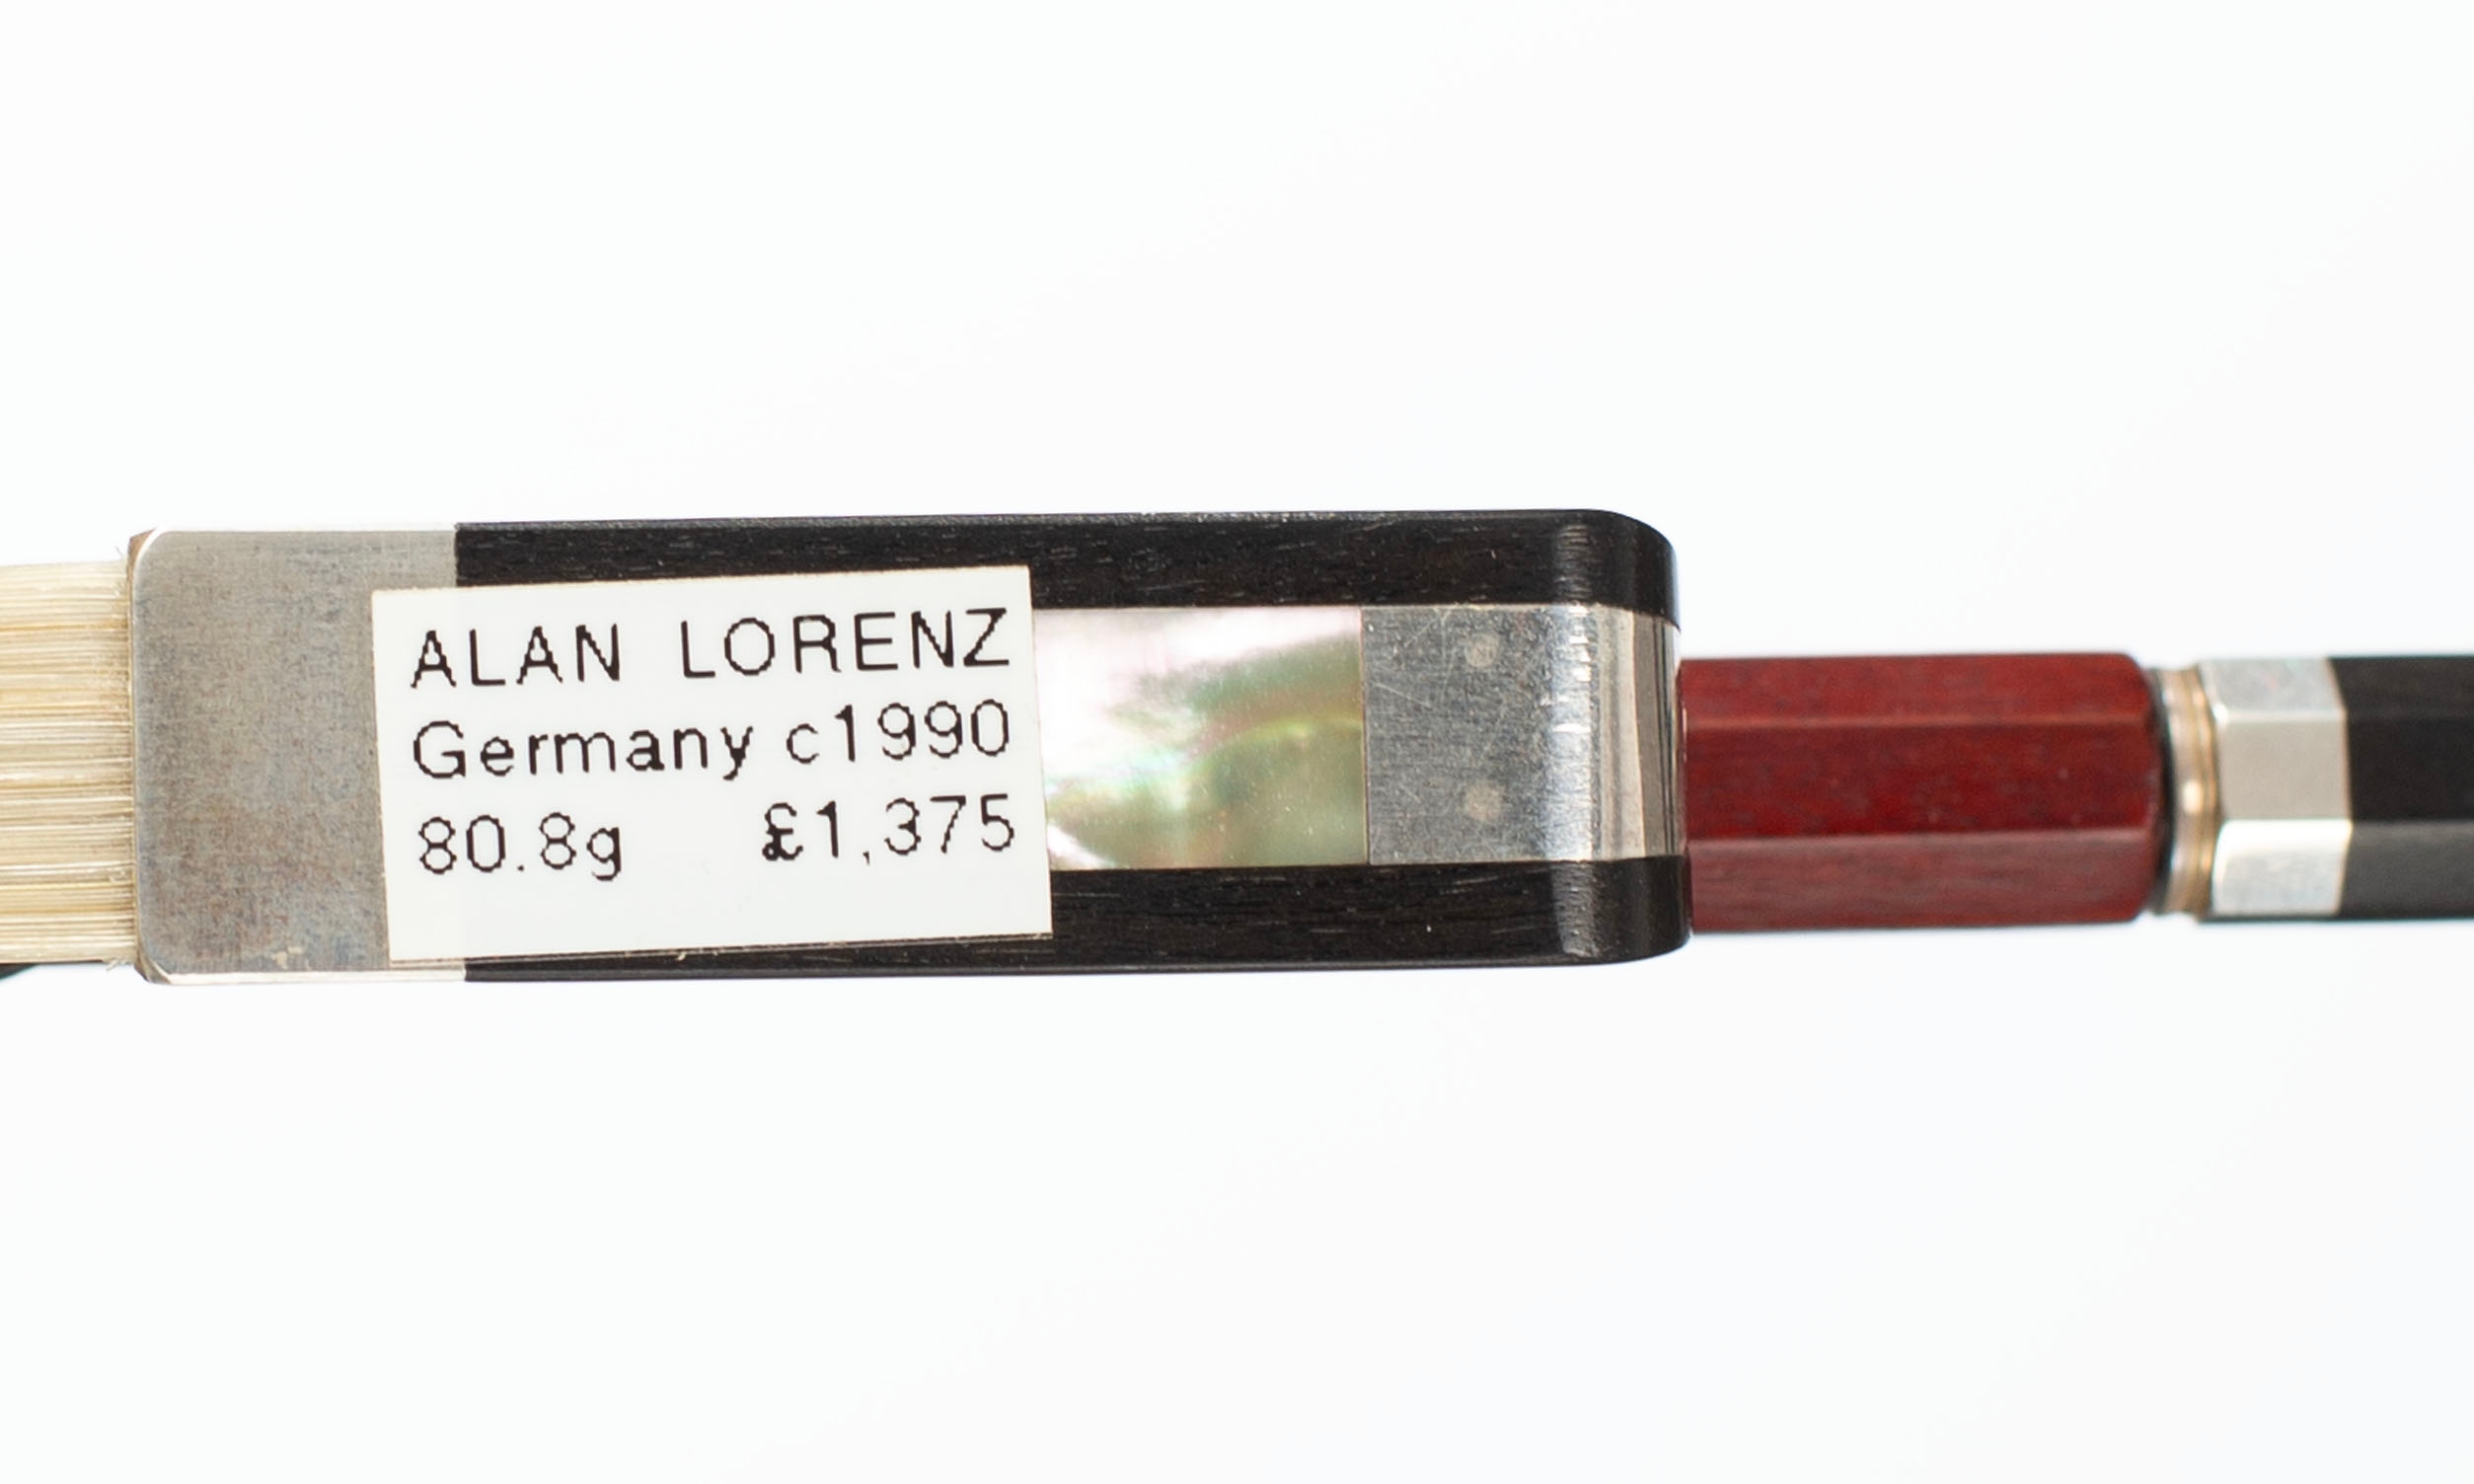 ALAN LORENZ
Germany c1990
80.8g £1,375